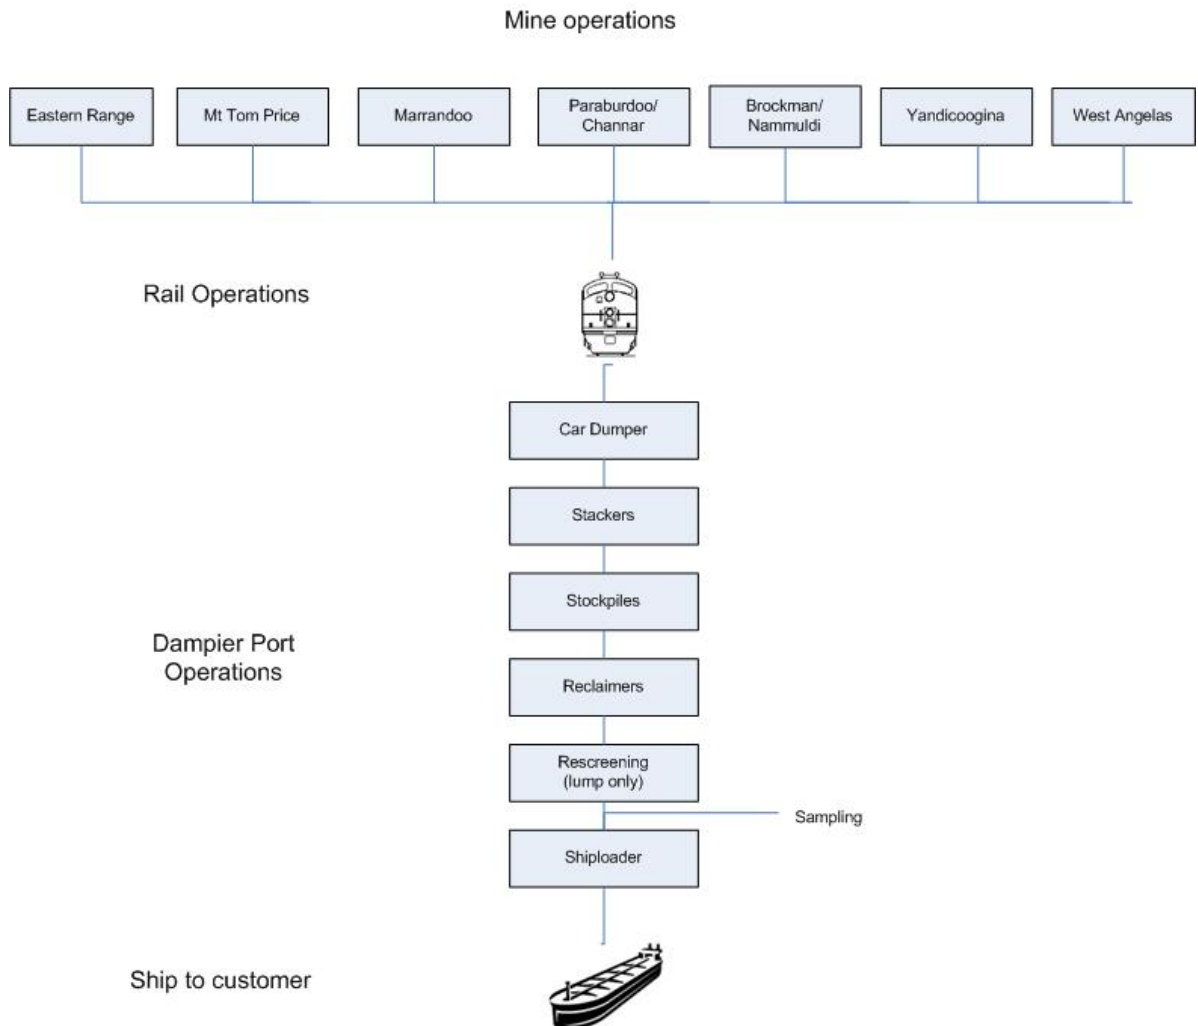 Mine operations
Eastern Range
Mt Tom Price
Marrandoo
Paraburdoo/
Channar
Brockman/
Nammuldi
Yandicoogina
West Angelas
Rail Operations
Car Dumper
Stackers
Stockpiles
Dampier Port
Operations
Reclaimers
Rescreening
(lump only)
Sampling
Shiploader
Ship to customer